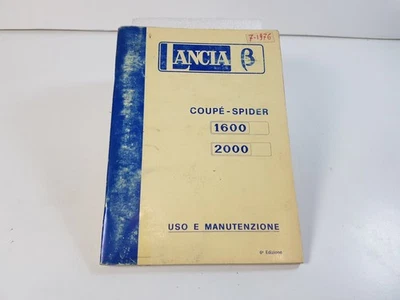 7-1976
LANCIA β
COUPÉ-SPIDER
1600
2000
USO E MANUTENZIONE